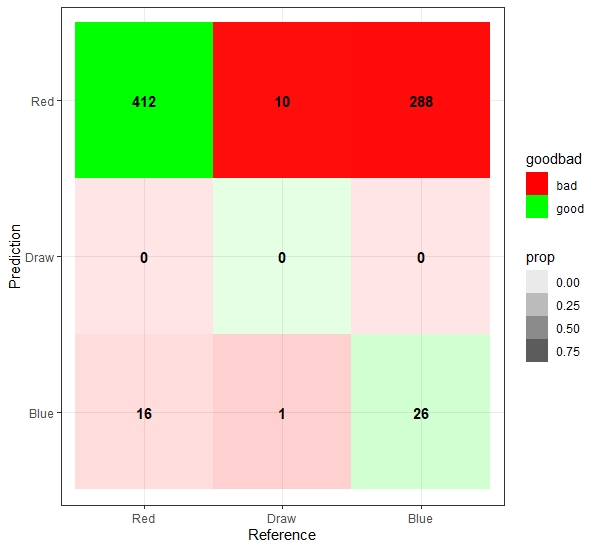 Prediction
Red
412
10
288
Draw
0
0
0
Blue
16
1
26
Red
Draw
Blue
Reference
goodbad
bad
good
prop
0.00
0.25
0.50
0.75